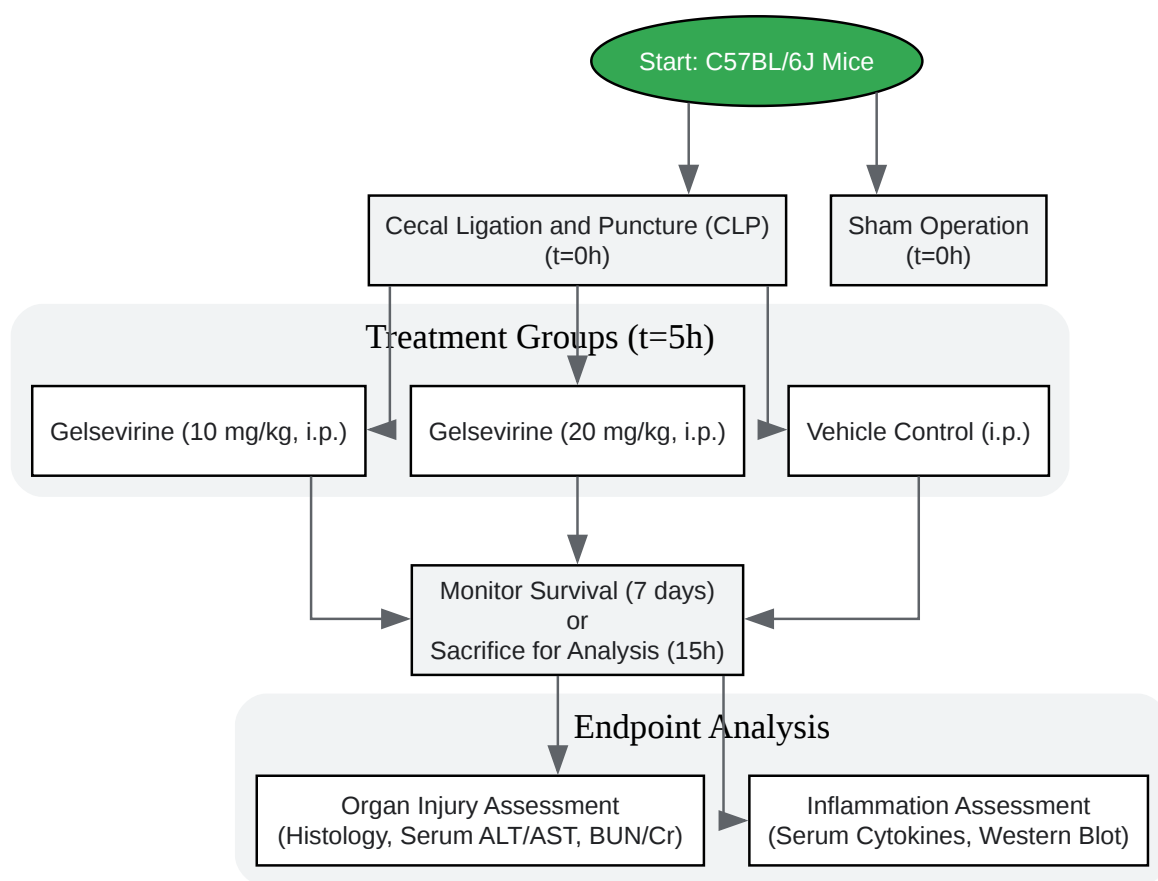 Start: C57BL/6J Mice
Cecal Ligation and Puncture (CLP)
(t=0h)
Sham Operation
(t=0h)
Treatment Groups (t=5h)
Gelsevirine (10 mg/kg, i.p.)
Gelsevirine (20 mg/kg, i.p.)
Vehicle Control (i.p.)
Monitor Survival (7 days)
or
Sacrifice for Analysis (15h)
Endpoint Analysis
Organ Injury Assessment
(Histology, Serum ALT/AST, BUN/Cr)
Inflammation Assessment
(Serum Cytokines, Western Blot)